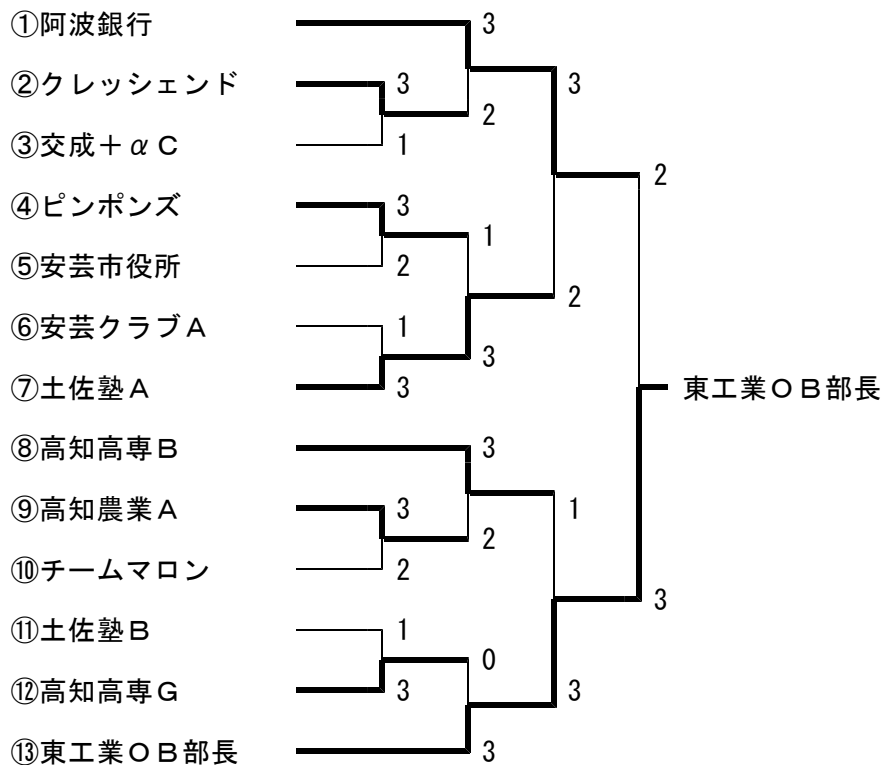 ①阿波銀行 3
②クレッシェンド 3 3
2
③交成+αC 1
2
④ピンポンズ 3
1
⑤安芸市役所 2
2
⑥安芸クラブA 1
3
⑦土佐塾A 3 東工業OB部長
⑧高知高専B 3
⑨高知農業A 3 1
2
⑩チームマロン 2
3
⑪土佐塾B 1
0
⑫高知高専G 3 3
⑬東工業OB部長 3